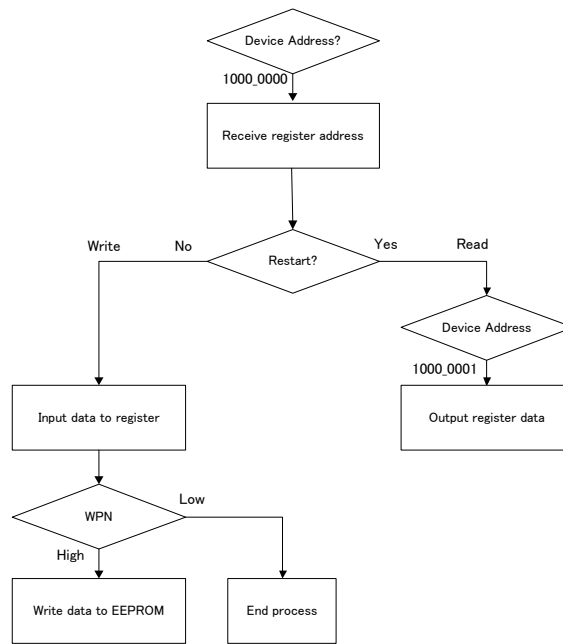 Device Address?
1000_0000
Receive register address
Write No Yes Read
Restart?
Device Address
1000_0001
Input data to register
Output register data
Low
WPN
High
Write data to EEPROM
End process